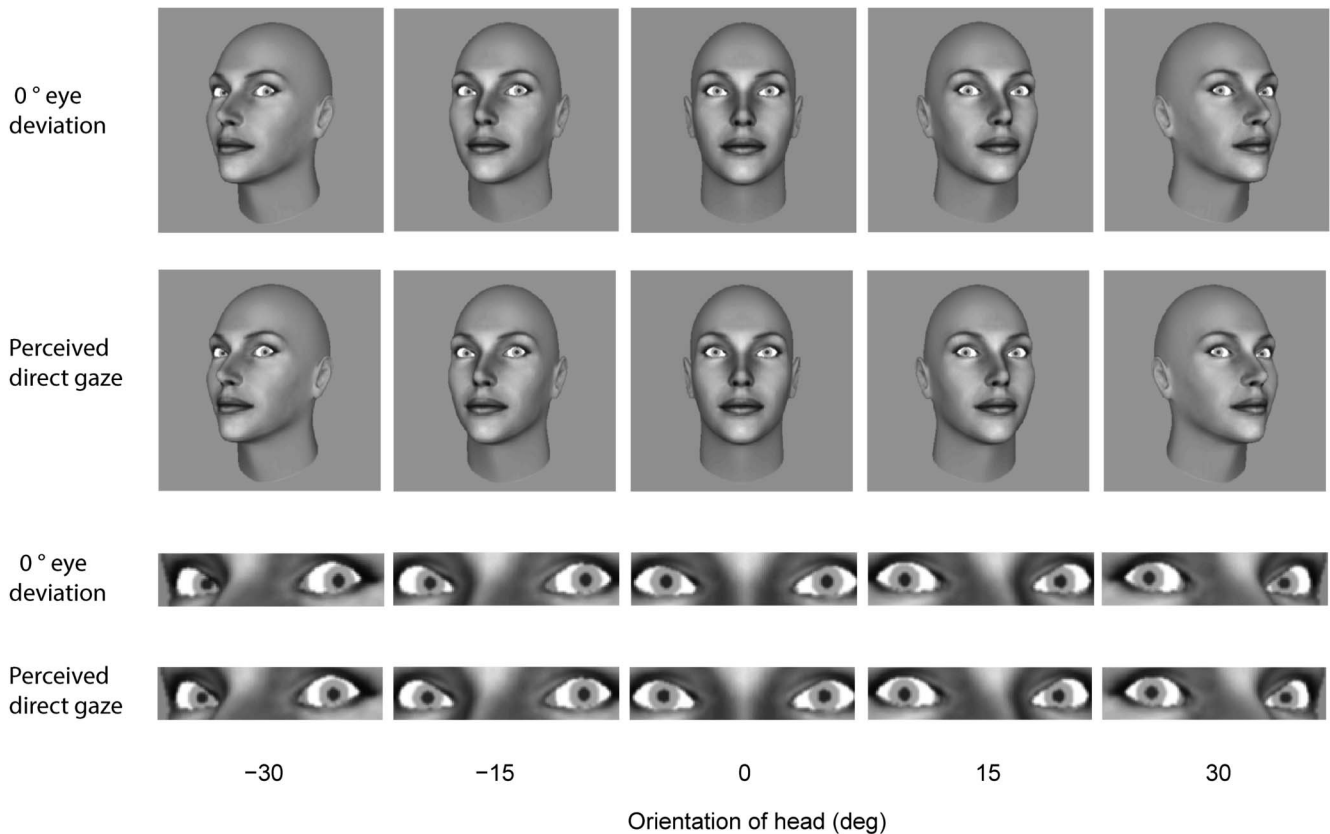 0 ° eye
deviation
Perceived
direct gaze
0 ° eye
deviation
Perceived
direct gaze
−30 −15 0 15 30
Orientation of head (deg)